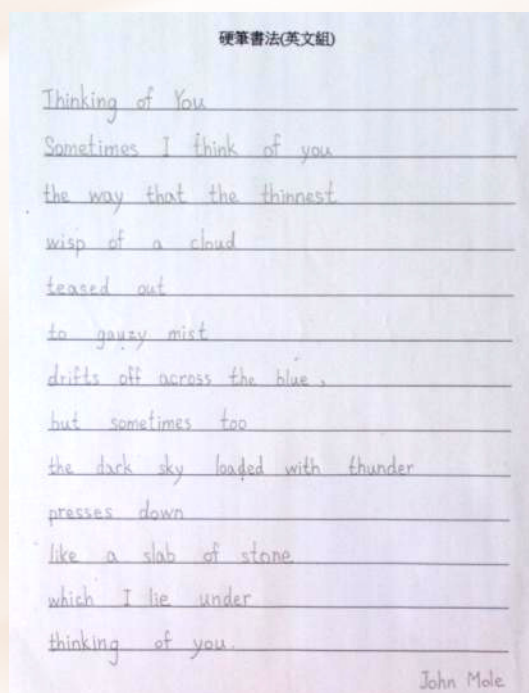 硬筆書法(英文組)
Thinking of You
Sometimes I think of you
the way that the thinnest
wisp of a cloud
teased out
to gauzy mist
drifts off across the blue,
but sometimes too
the dark sky loaded with thunder
presses down
like a slab of stone
which I lie under
thinking of you.
John Mole